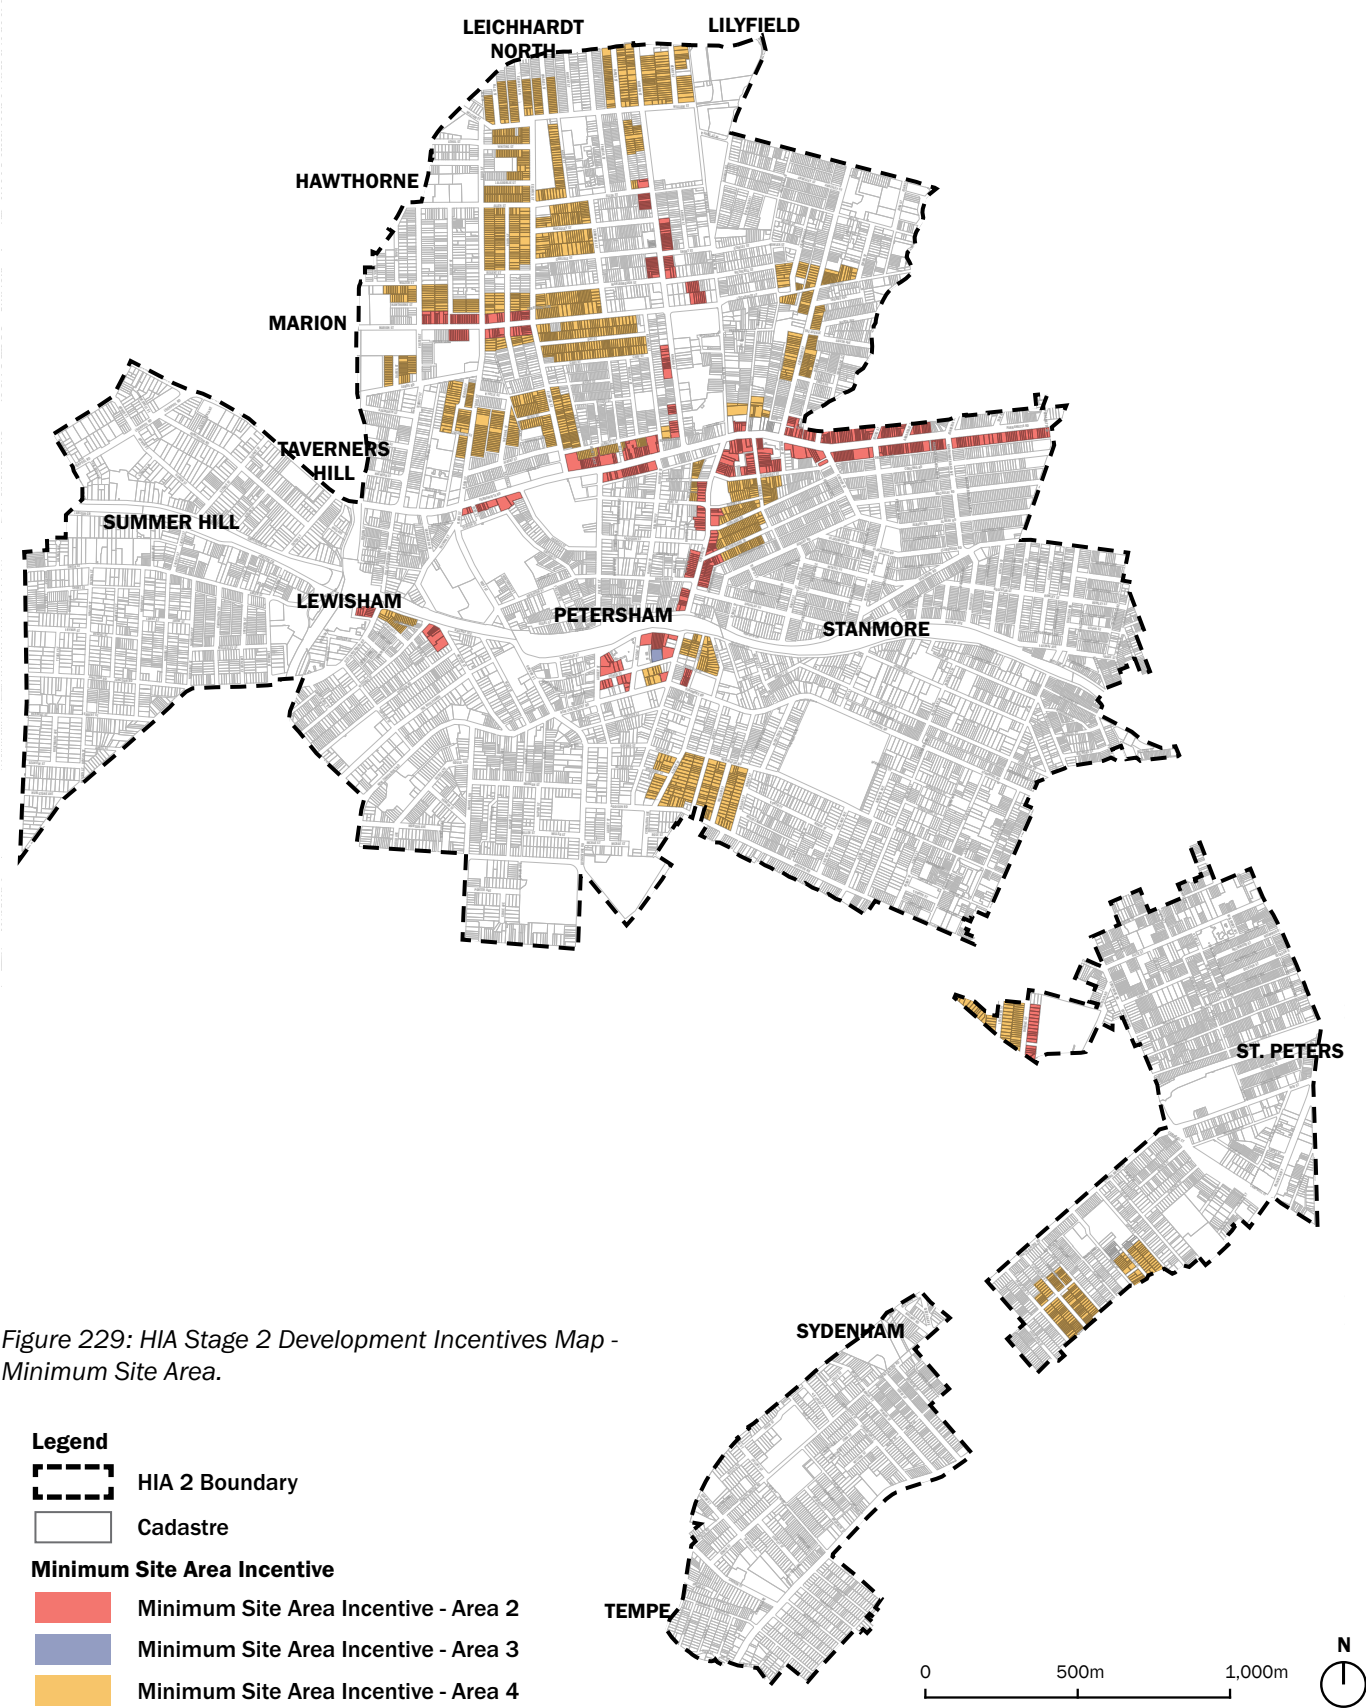 LEICHHARDT
NORTH
LILYFIELD
HAWTHORNE
MARION
TAVERNERS
HILL
SUMMER HILL
LEWISHAM
PETERSHAM
STANMORE
ST. PETERS
SYDENHAM
TEMPE
Figure 229: HIA Stage 2 Development Incentives Map -
Minimum Site Area.
Legend
HIA 2 Boundary
Cadastre
Minimum Site Area Incentive
Minimum Site Area Incentive - Area 2
Minimum Site Area Incentive - Area 3
Minimum Site Area Incentive - Area 4
0 500m 1,000m
N